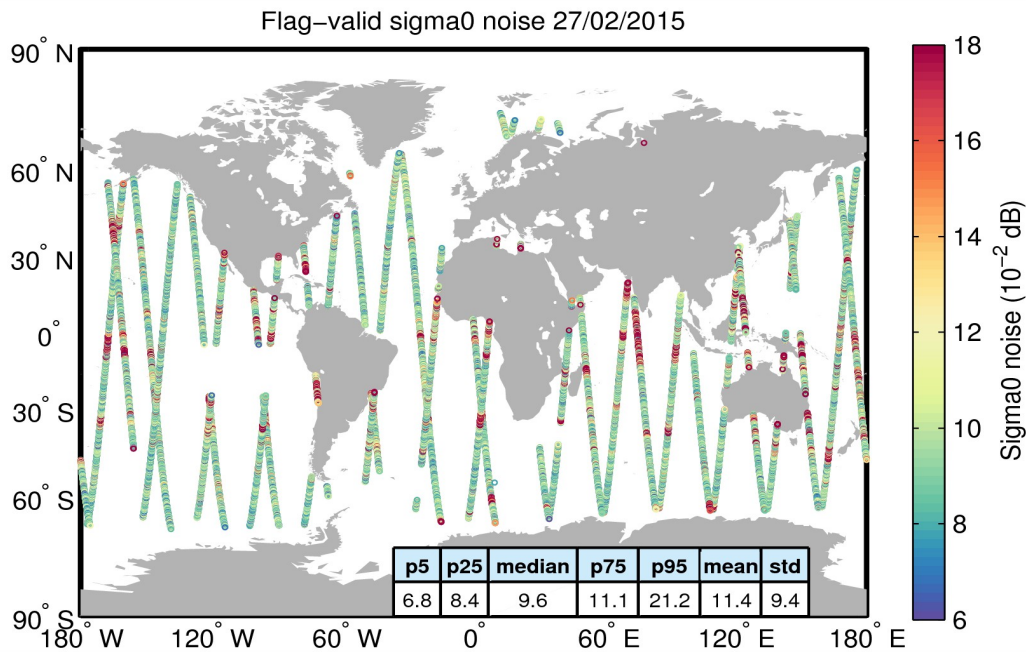 Flag−valid sigma0 noise 27/02/2015
90° N
60° N
30° N
0°
30° S
60° S
90° S
180° W
120° W
60° W
0°
60° E
120° E
180° E
p5 p25 median p75 p95 mean std
6.8 8.4 9.6 11.1 21.2 11.4 9.4
18
16
14
12
10
8
6
Sigma0 noise (10⁻² dB)